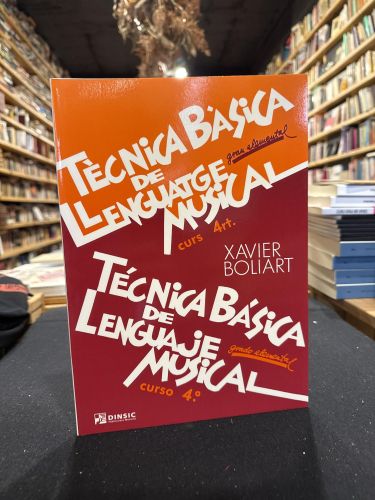 TÈCNICA BÀSICA
grau elemental
DE
LLENGUATGE
MUSICAL
curs 4rt.
XAVIER
BOLIART
TÉCNICA BÁSICA
DE
LENGUAJE
grado elemental
MUSICAL
curso 4.º
DINSIC